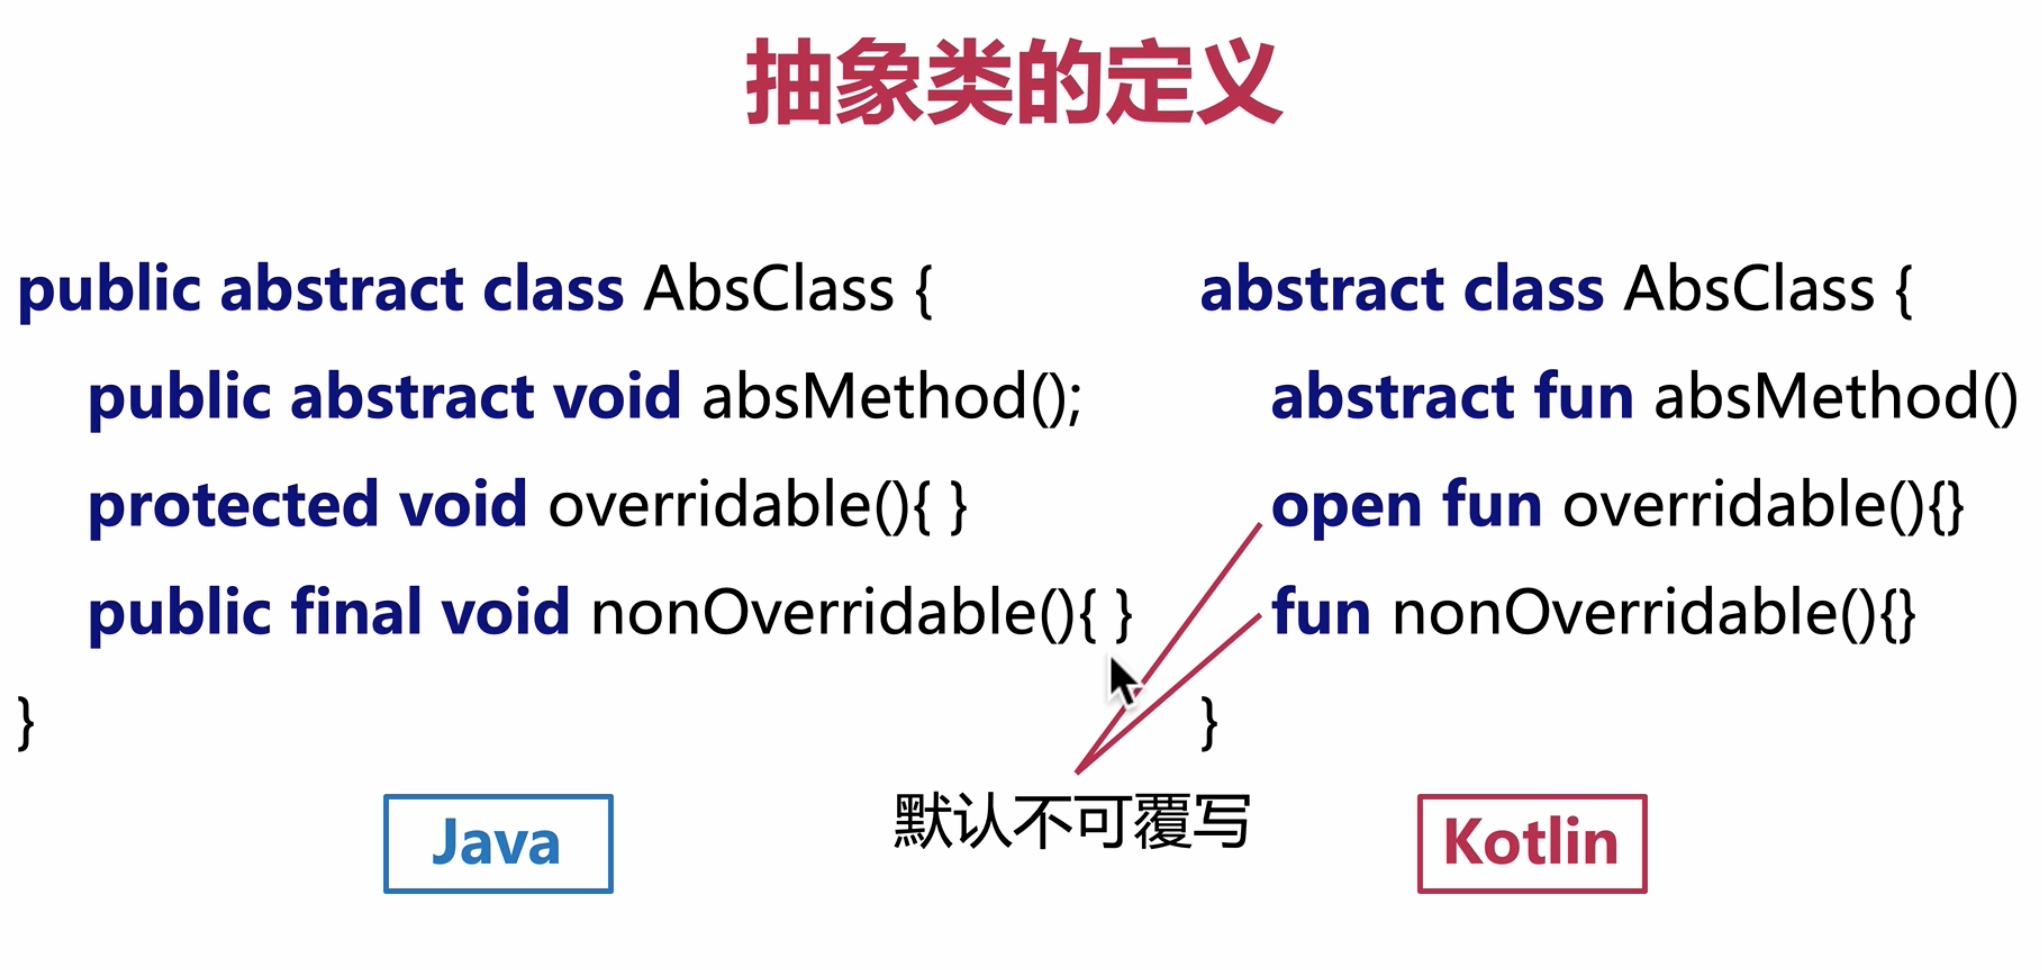 抽象类的定义
public abstract class AbsClass {
public abstract void absMethod();
protected void overridable(){ }
public final void nonOverridable(){ }
}
Java
abstract class AbsClass {
abstract fun absMethod()
open fun overridable(){}
fun nonOverridable(){}
}
默认不可覆写
Kotlin